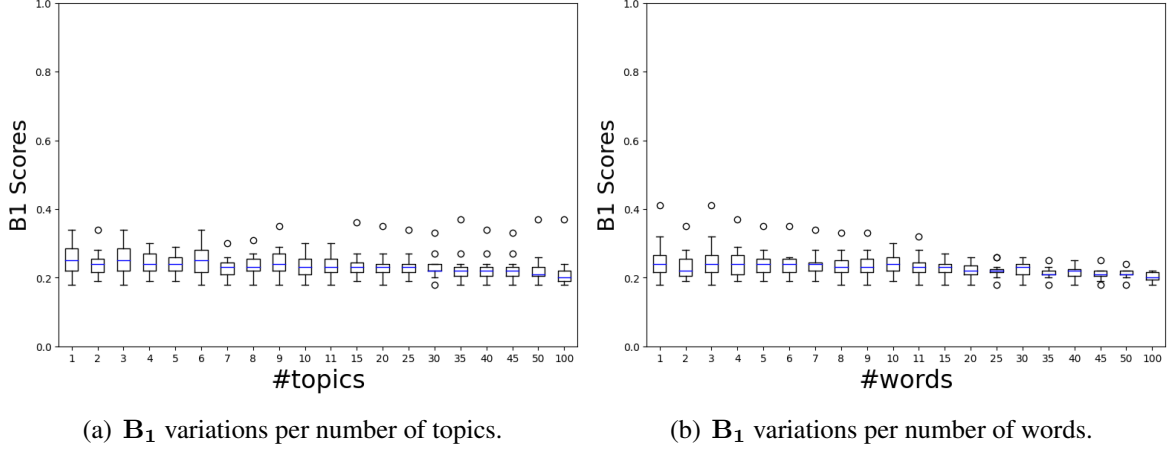 1.0
0.8
0.6
0.4
0.2
0.0
B1 Scores
1 2 3 4 5 6 7 8 9 10 11 15 20 25 30 35 40 45 50 100
#topics
(a) B₁ variations per number of topics.
1.0
0.8
0.6
0.4
0.2
0.0
B1 Scores
1 2 3 4 5 6 7 8 9 10 11 15 20 25 30 35 40 45 50 100
#words
(b) B₁ variations per number of words.